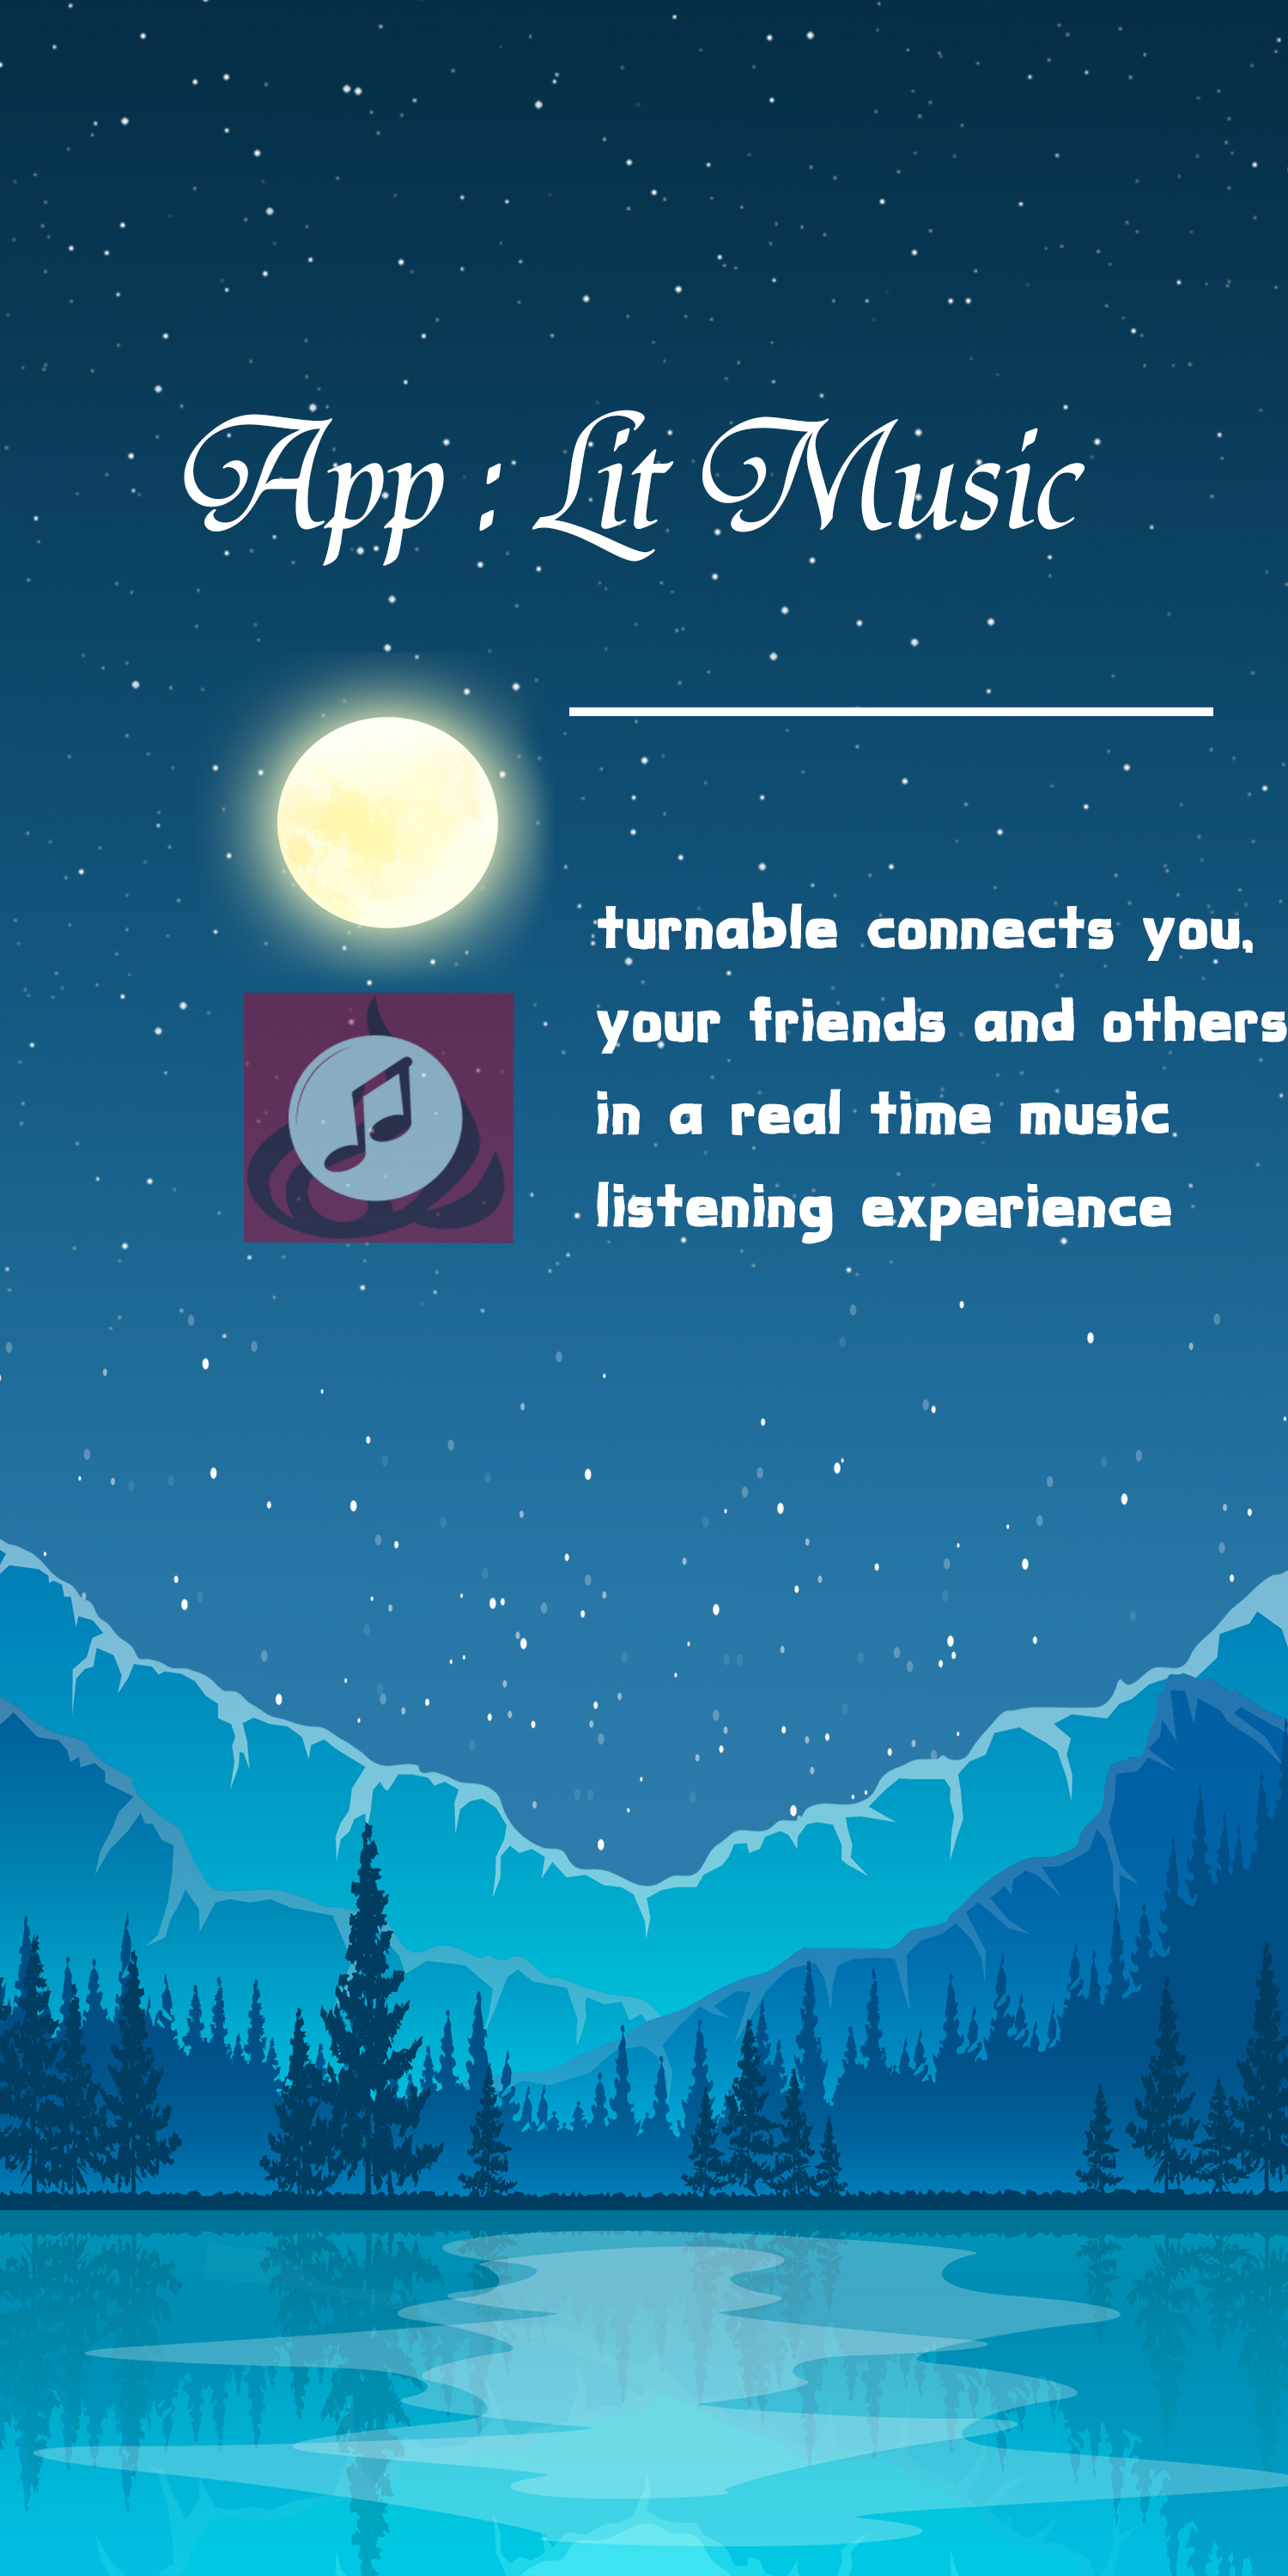 App : Lit Music
turnable connects you,
your friends and others
in a real time music
listening experience